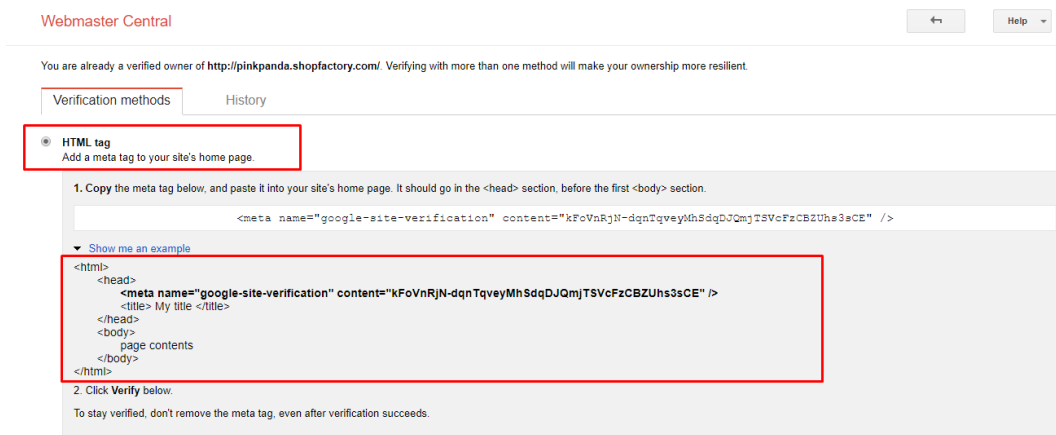 Webmaster Central
Help
You are already a verified owner of http://pinkpanda.shopfactory.com/. Verifying with more than one method will make your ownership more resilient.
Verification methods History
HTML tag
Add a meta tag to your site's home page.
1. Copy the meta tag below, and paste it into your site's home page. It should go in the <head> section, before the first <body> section.
<meta name="google-site-verification" content="kFoVnRjN-dqnTqveyMhSdqDJQmjTSVcFzCBZUhs3sCE" />
Show me an example
<html>
<head>
<meta name="google-site-verification" content="kFoVnRjN-dqnTqveyMhSdqDJQmjTSVcFzCBZUhs3sCE" />
<title> My title </title>
</head>
<body>
page contents
</body>
</html>
2. Click Verify below.
To stay verified, don't remove the meta tag, even after verification succeeds.